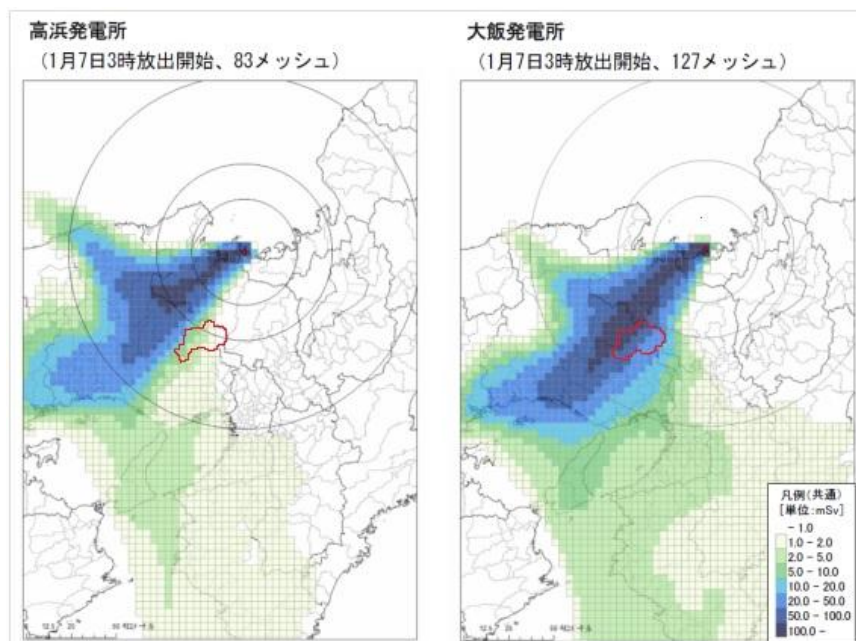 高浜発電所
(1月7日3時放出開始、83メッシュ)
大飯発電所
(1月7日3時放出開始、127メッシュ)
凡例(共通)
[単位:mSv]
- 1.0
1.0 - 2.0
2.0 - 5.0
5.0 - 10.0
10.0 - 20.0
20.0 - 50.0
50.0 - 100.0
100.0 -